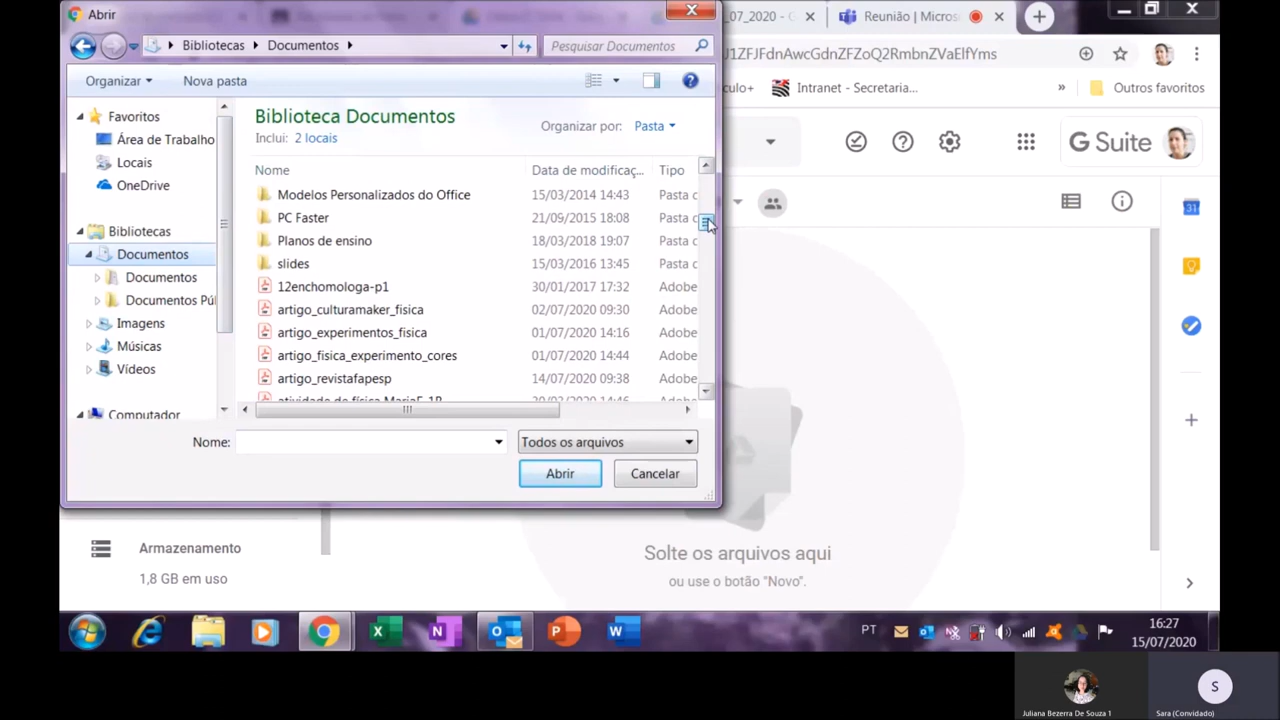 Abrir
_07_2020 - G
Reunião | Micros
Bibliotecas
Documentos
Pesquisar Documentos
J1ZFJFdnAwcGdnZFZoQ2RmbnZVaElfYms
Organizar
Nova pasta
culo+
Intranet - Secretaria...
»
Outros favoritos
Favoritos
Área de Trabalho
Locais
OneDrive
Bibliotecas
Documentos
Documentos
Documentos Púl
Imagens
Músicas
Vídeos
Computador
Biblioteca Documentos
Inclui: 2 locais
Organizar por: Pasta
Nome
Data de modificaç...
Tipo
Modelos Personalizados do Office 15/03/2014 14:43 Pasta c
PC Faster 21/09/2015 18:08 Pasta c
Planos de ensino 18/03/2018 19:07 Pasta c
slides 15/03/2016 13:45 Pasta c
12enchomologa-p1 30/01/2017 17:32 Adobe
artigo_culturamaker_fisica 02/07/2020 09:30 Adobe
artigo_experimentos_fisica 01/07/2020 14:16 Adobe
artigo_fisica_experimento_cores 01/07/2020 14:44 Adobe
artigo_revistafapesp 14/07/2020 09:38 Adobe
Nome:
Todos os arquivos
Abrir
Cancelar
G Suite
31
Armazenamento
1,8 GB em uso
Solte os arquivos aqui
ou use o botão "Novo".
PT
16:27
15/07/2020
Juliana Bezerra De Souza 1
S
Sara (Convidado)